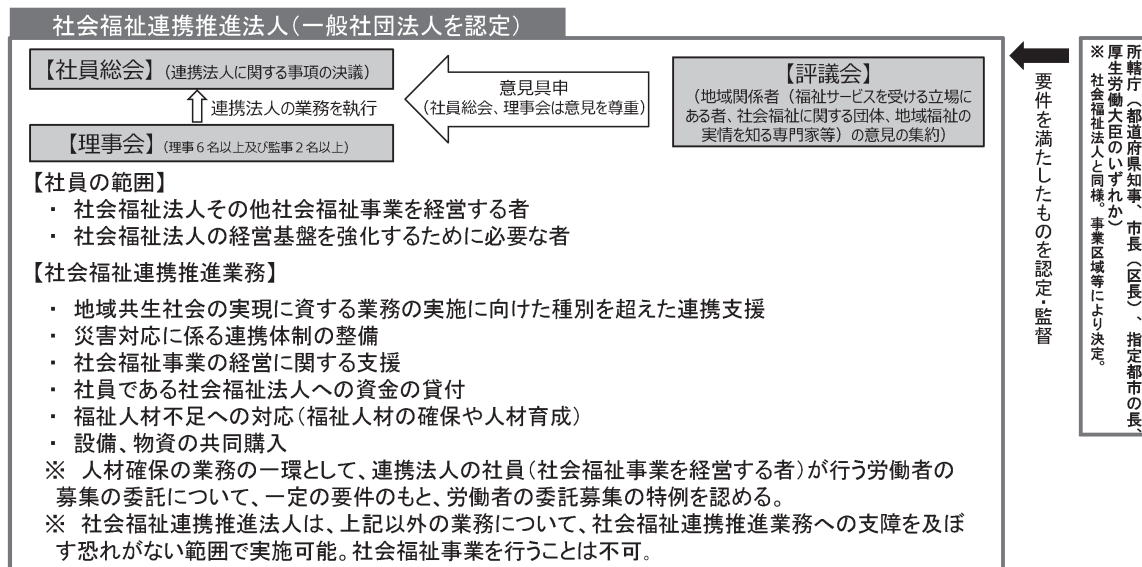 社会福祉連携推進法人(一般社団法人を認定)
【社員総会】(連携法人に関する事項の決議)
連携法人の業務を執行
【理事会】(理事6名以上及び監事2名以上)
意見具申
(社員総会、理事会は意見を尊重)
【評議会】
(地域関係者(福祉サービスを受ける立場に
ある者、社会福祉に関する団体、地域福祉の
実情を知る専門家等)の意見の集約)
【社員の範囲】
・ 社会福祉法人その他社会福祉事業を経営する者
・ 社会福祉法人の経営基盤を強化するために必要な者
【社会福祉連携推進業務】
・ 地域共生社会の実現に資する業務の実施に向けた種別を超えた連携支援
・ 災害対応に係る連携体制の整備
・ 社会福祉事業の経営に関する支援
・ 社員である社会福祉法人への資金の貸付
・ 福祉人材不足への対応(福祉人材の確保や人材育成)
・ 設備、物資の共同購入
※ 人材確保の業務の一環として、連携法人の社員(社会福祉事業を経営する者)が行う労働者の
募集の委託について、一定の要件のもと、労働者の委託募集の特例を認める。
※ 社会福祉連携推進法人は、上記以外の業務について、社会福祉連携推進業務への支障を及ぼ
す恐れがない範囲で実施可能。社会福祉事業を行うことは不可。
要件を満たしたものを認定・監督
所轄庁(都道府県知事、市長(区長)、指定都市の長、
厚生労働大臣のいずれか)
※ 社会福祉法人と同様。事業区域等により決定。